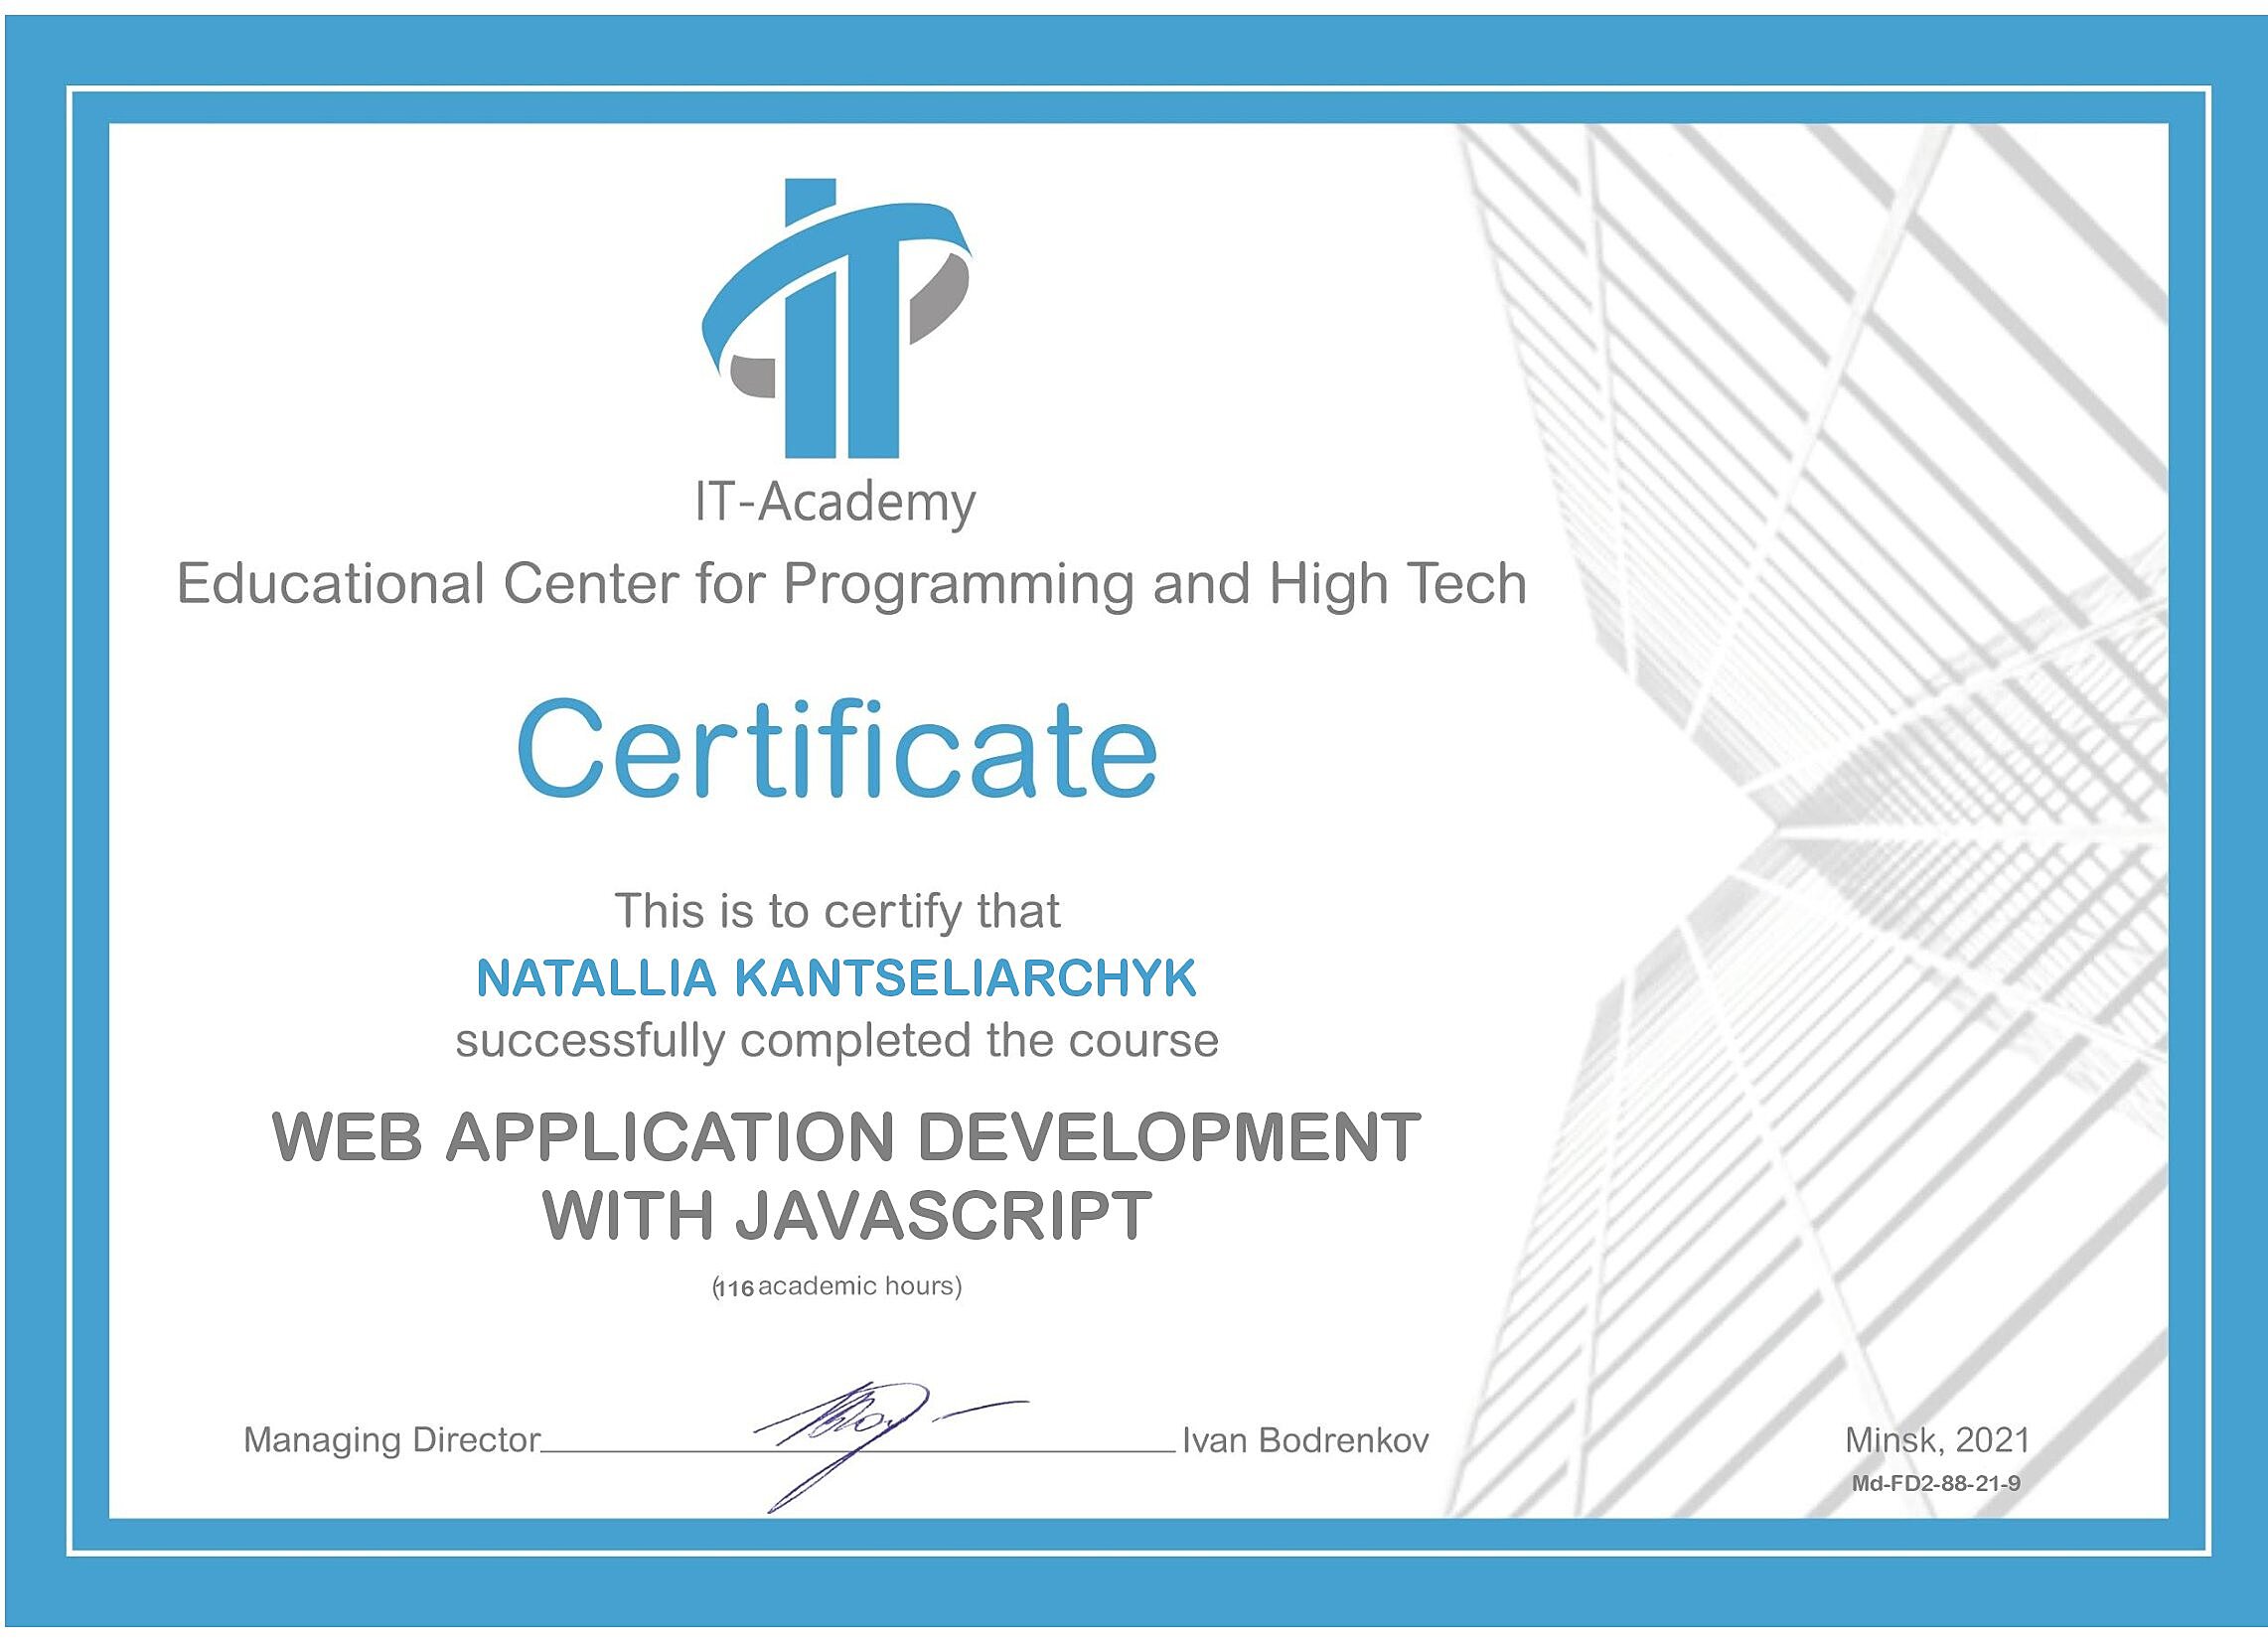 IT-Academy
Educational Center for Programming and High Tech
Certificate
This is to certify that
NATALLIA KANTSELIARCHYK
successfully completed the course
WEB APPLICATION DEVELOPMENT
WITH JAVASCRIPT
(116 academic hours)
Managing Director Ivan Bodrenkov
Minsk, 2021
Md-FD2-88-21-9